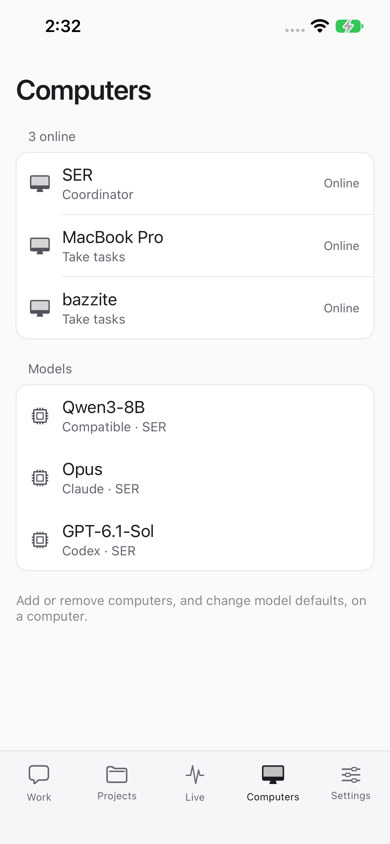 2:32
Computers
3 online
SER
Coordinator
Online
MacBook Pro
Take tasks
Online
bazzite
Take tasks
Online
Models
Qwen3-8B
Compatible · SER
Opus
Claude · SER
GPT-6.1-Sol
Codex · SER
Add or remove computers, and change model defaults, on
a computer.
Work
Projects
Live
Computers
Settings